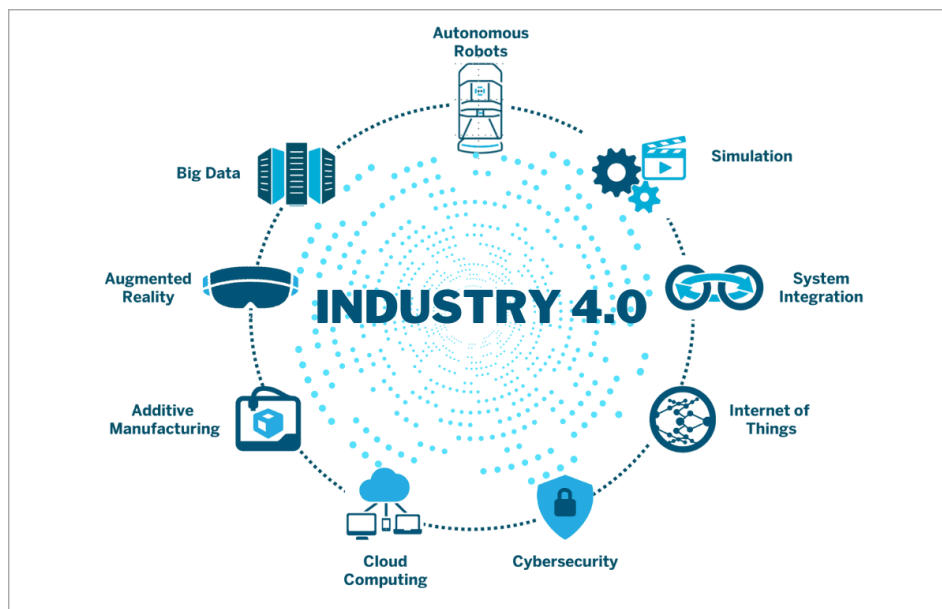 Autonomous
Robots
Simulation
Big Data
System
Integration
Augmented
Reality
INDUSTRY 4.0
Internet of
Things
Additive
Manufacturing
Cybersecurity
Cloud
Computing